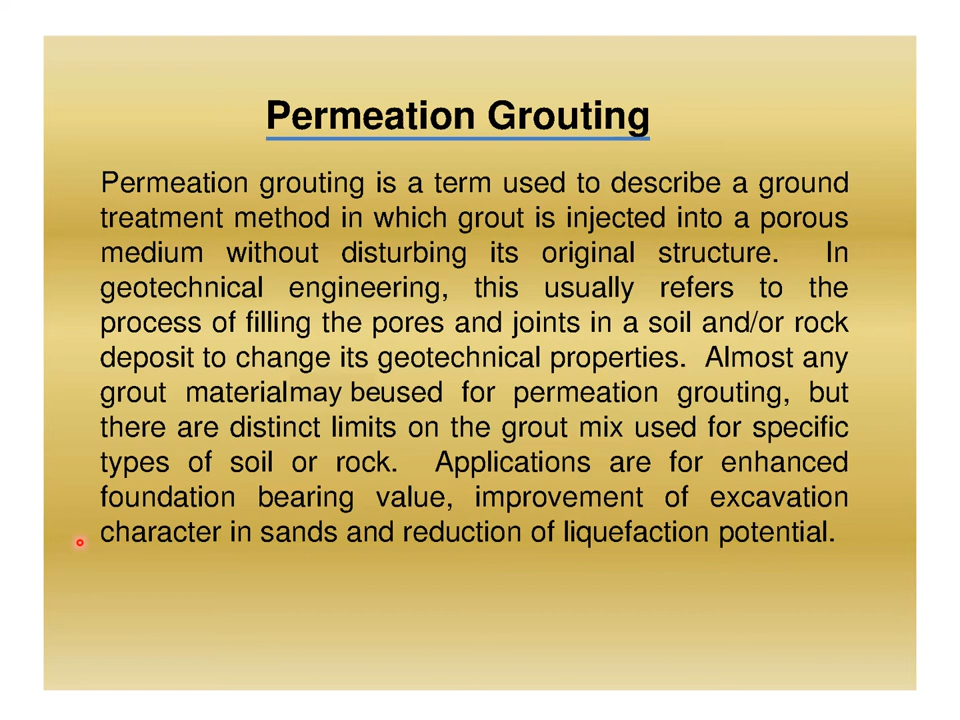 Permeation Grouting
Permeation grouting is a term used to describe a ground
treatment method in which grout is injected into a porous
medium without disturbing its original structure. In
geotechnical engineering, this usually refers to the
process of filling the pores and joints in a soil and/or rock
deposit to change its geotechnical properties. Almost any
grout materialmay beused for permeation grouting, but
there are distinct limits on the grout mix used for specific
types of soil or rock. Applications are for enhanced
foundation bearing value, improvement of excavation
character in sands and reduction of liquefaction potential.